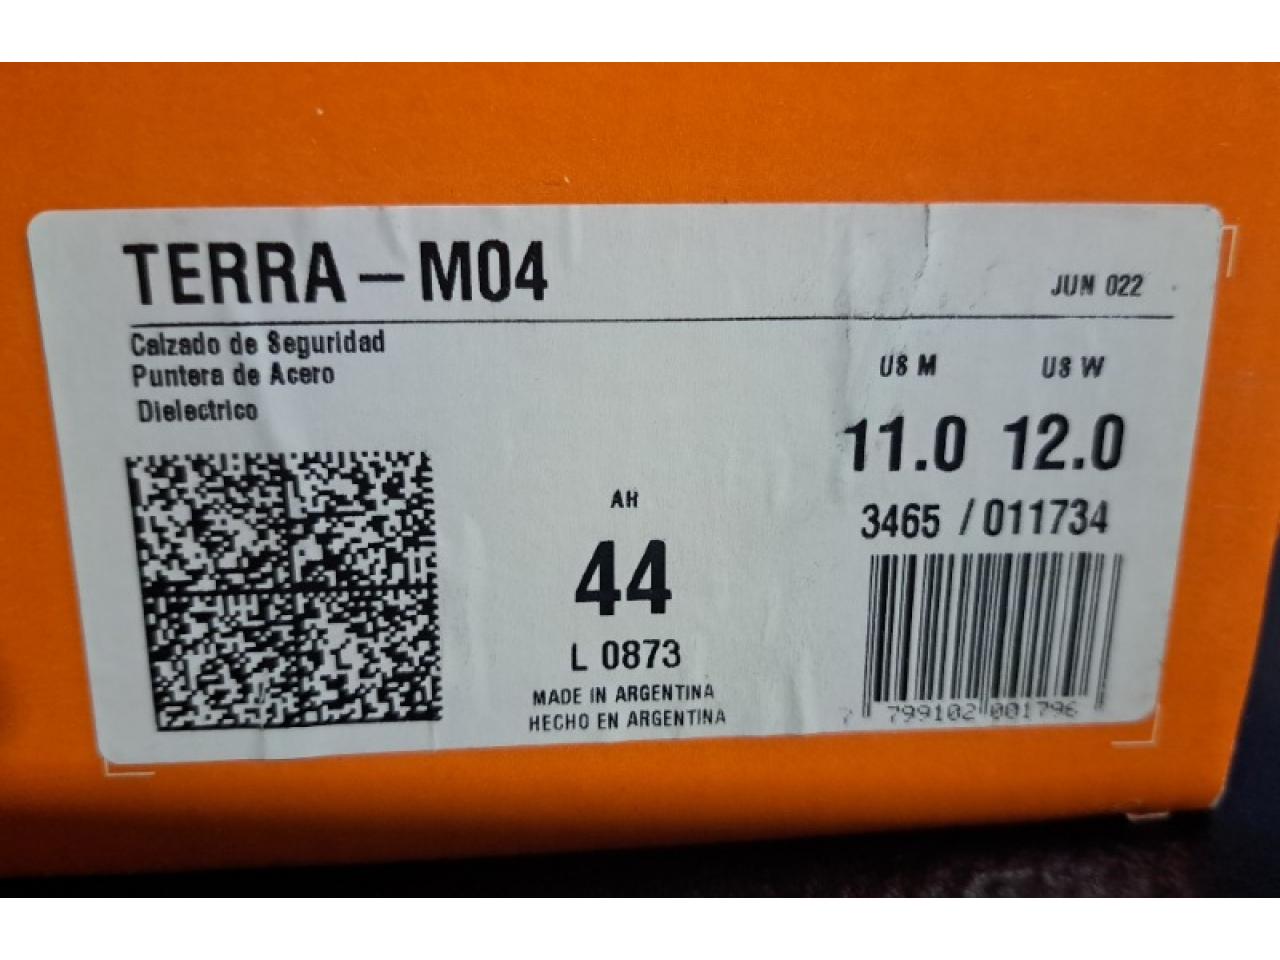 TERRA – M04
JUN 022
Calzado de Seguridad
Puntera de Acero
Dielectrico
US M US W
11.0 12.0
3465 / 011734
AR
44
L 0873
MADE IN ARGENTINA
HECHO EN ARGENTINA
7 799102 001796